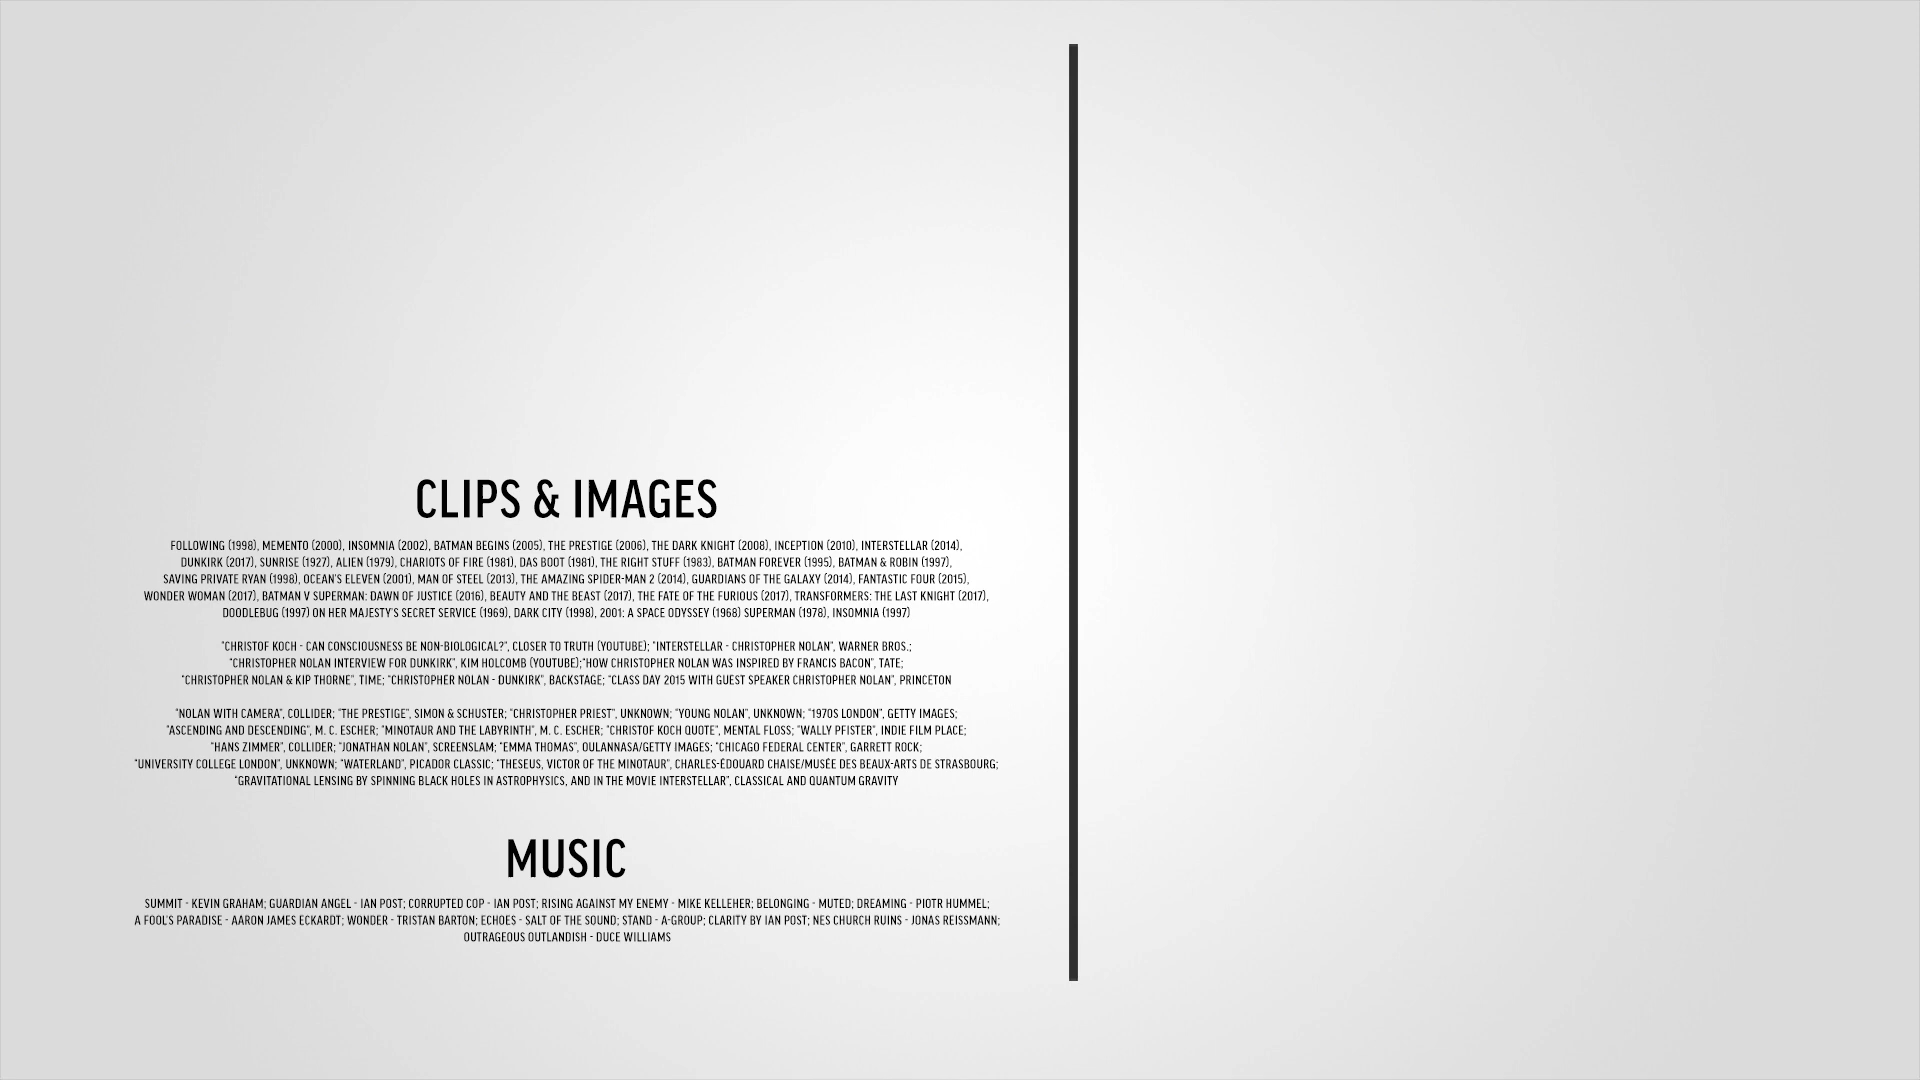 CLIPS & IMAGES
FOLLOWING (1998), MEMENTO (2000), INSOMNIA (2002), BATMAN BEGINS (2005), THE PRESTIGE (2006), THE DARK KNIGHT (2008), INCEPTION (2010), INTERSTELLAR (2014),
DUNKIRK (2017), SUNRISE (1927), ALIEN (1979), CHARIOTS OF FIRE (1981), DAS BOOT (1981), THE RIGHT STUFF (1983), BATMAN FOREVER (1995), BATMAN & ROBIN (1997),
SAVING PRIVATE RYAN (1998), OCEAN'S ELEVEN (2001), MAN OF STEEL (2013), THE AMAZING SPIDER-MAN 2 (2014), GUARDIANS OF THE GALAXY (2014), FANTASTIC FOUR (2015),
WONDER WOMAN (2017), BATMAN V SUPERMAN: DAWN OF JUSTICE (2016), BEAUTY AND THE BEAST (2017), THE FATE OF THE FURIOUS (2017), TRANSFORMERS: THE LAST KNIGHT (2017),
DOODLEBUG (1997) ON HER MAJESTY'S SECRET SERVICE (1969), DARK CITY (1998), 2001: A SPACE ODYSSEY (1968) SUPERMAN (1978), INSOMNIA (1997)
"CHRISTOF KOCH - CAN CONSCIOUSNESS BE NON-BIOLOGICAL?", CLOSER TO TRUTH (YOUTUBE); "INTERSTELLAR - CHRISTOPHER NOLAN", WARNER BROS.;
"CHRISTOPHER NOLAN INTERVIEW FOR DUNKIRK", KIM HOLCOMB (YOUTUBE);"HOW CHRISTOPHER NOLAN WAS INSPIRED BY FRANCIS BACON", TATE;
"CHRISTOPHER NOLAN & KIP THORNE", TIME; "CHRISTOPHER NOLAN - DUNKIRK", BACKSTAGE; "CLASS DAY 2015 WITH GUEST SPEAKER CHRISTOPHER NOLAN", PRINCETON
"NOLAN WITH CAMERA", COLLIDER; "THE PRESTIGE", SIMON & SCHUSTER; "CHRISTOPHER PRIEST", UNKNOWN; "YOUNG NOLAN", UNKNOWN; "1970S LONDON", GETTY IMAGES;
"ASCENDING AND DESCENDING", M. C. ESCHER; "MINOTAUR AND THE LABYRINTH", M. C. ESCHER; "CHRISTOF KOCH QUOTE", MENTAL FLOSS; "WALLY PFISTER", INDIE FILM PLACE;
"HANS ZIMMER", COLLIDER; "JONATHAN NOLAN", SCREENSLAM; "EMMA THOMAS", OULANNASA/GETTY IMAGES; "CHICAGO FEDERAL CENTER", GARRETT ROCK;
"UNIVERSITY COLLEGE LONDON", UNKNOWN; "WATERLAND", PICADOR CLASSIC; "THESEUS, VICTOR OF THE MINOTAUR", CHARLES-ÉDOUARD CHAISE/MUSÉE DES BEAUX-ARTS DE STRASBOURG;
"GRAVITATIONAL LENSING BY SPINNING BLACK HOLES IN ASTROPHYSICS, AND IN THE MOVIE INTERSTELLAR", CLASSICAL AND QUANTUM GRAVITY
MUSIC
SUMMIT - KEVIN GRAHAM; GUARDIAN ANGEL - IAN POST; CORRUPTED COP - IAN POST; RISING AGAINST MY ENEMY - MIKE KELLEHER; BELONGING - MUTED; DREAMING - PIOTR HUMMEL;
A FOOL'S PARADISE - AARON JAMES ECKARDT; WONDER - TRISTAN BARTON; ECHOES - SALT OF THE SOUND; STAND - A-GROUP; CLARITY BY IAN POST; NES CHURCH RUINS - JONAS REISSMANN;
OUTRAGEOUS OUTLANDISH - DUCE WILLIAMS